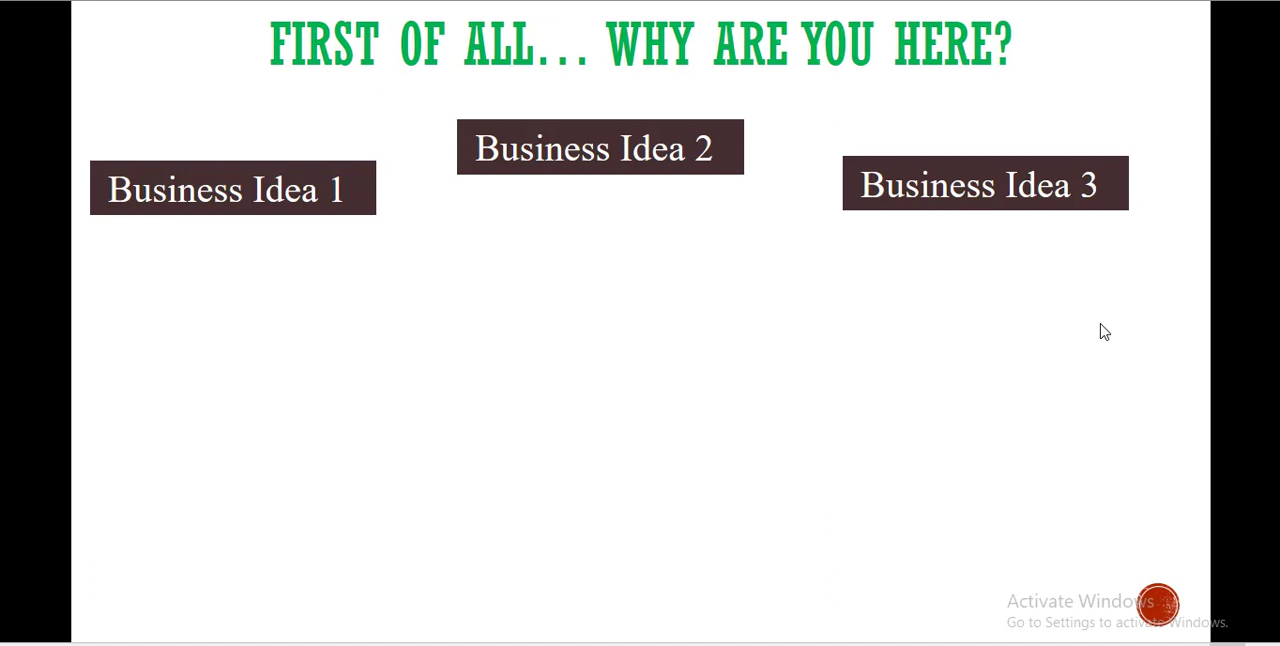 FIRST OF ALL... WHY ARE YOU HERE?
Business Idea 1
Business Idea 2
Business Idea 3
Activate Windows
Go to Settings to activate Windows.